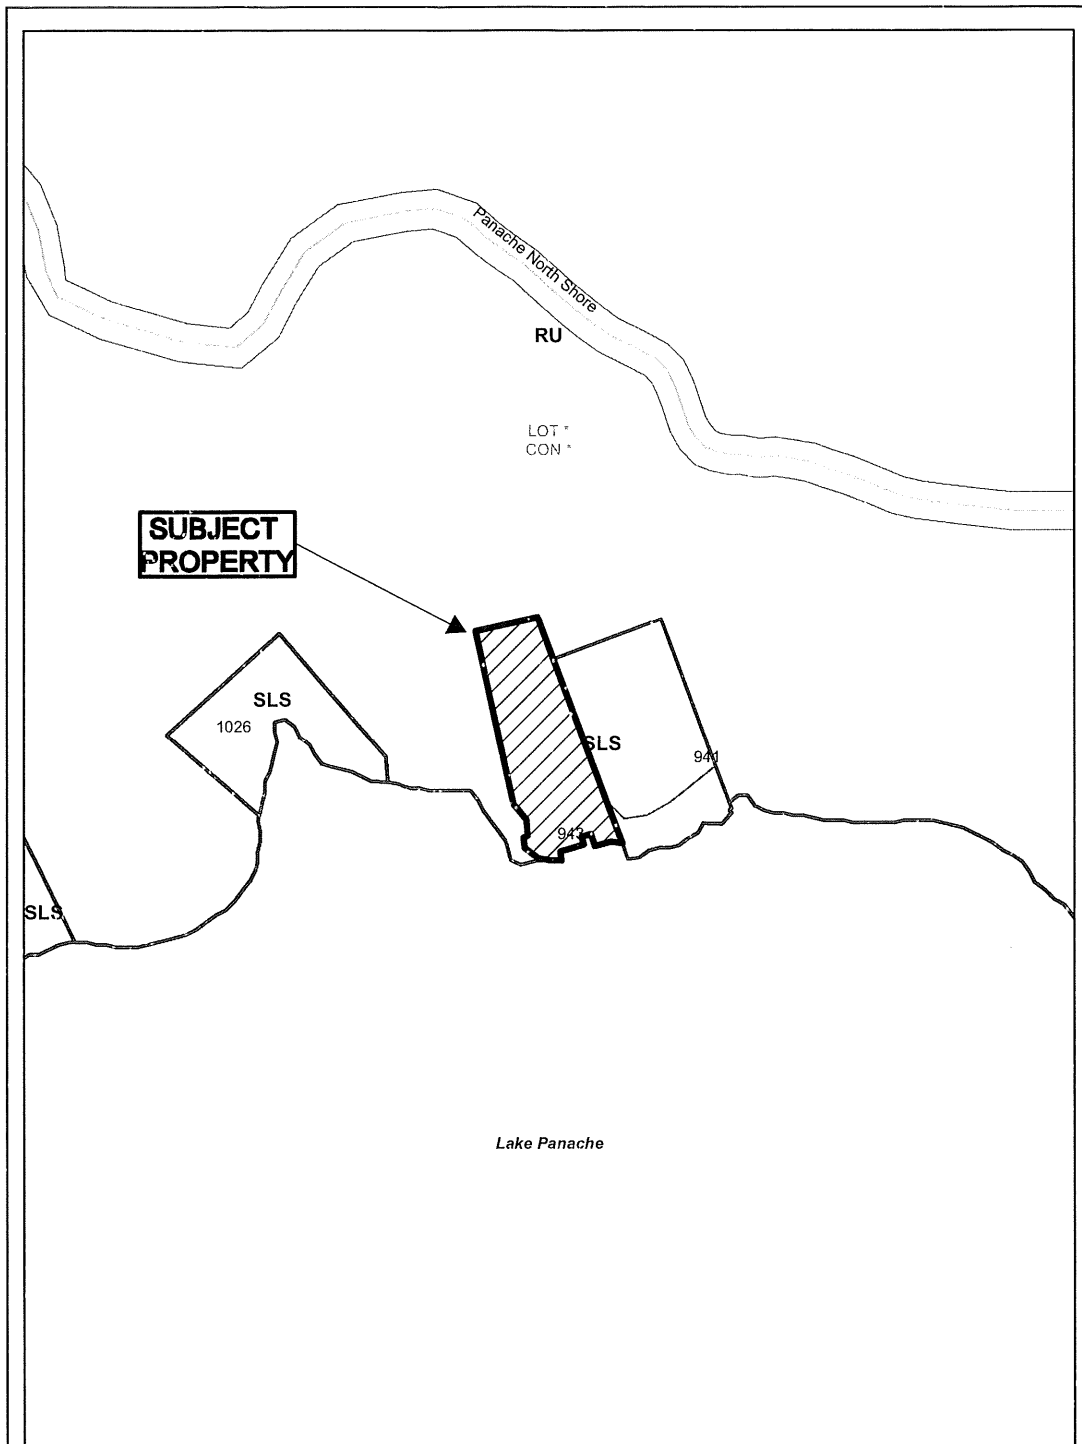 Panache North Shore
RU
LOT *
CON *
SUBJECT
PROPERTY
SLS
1026
SLS
941
943
SLS
Lake Panache